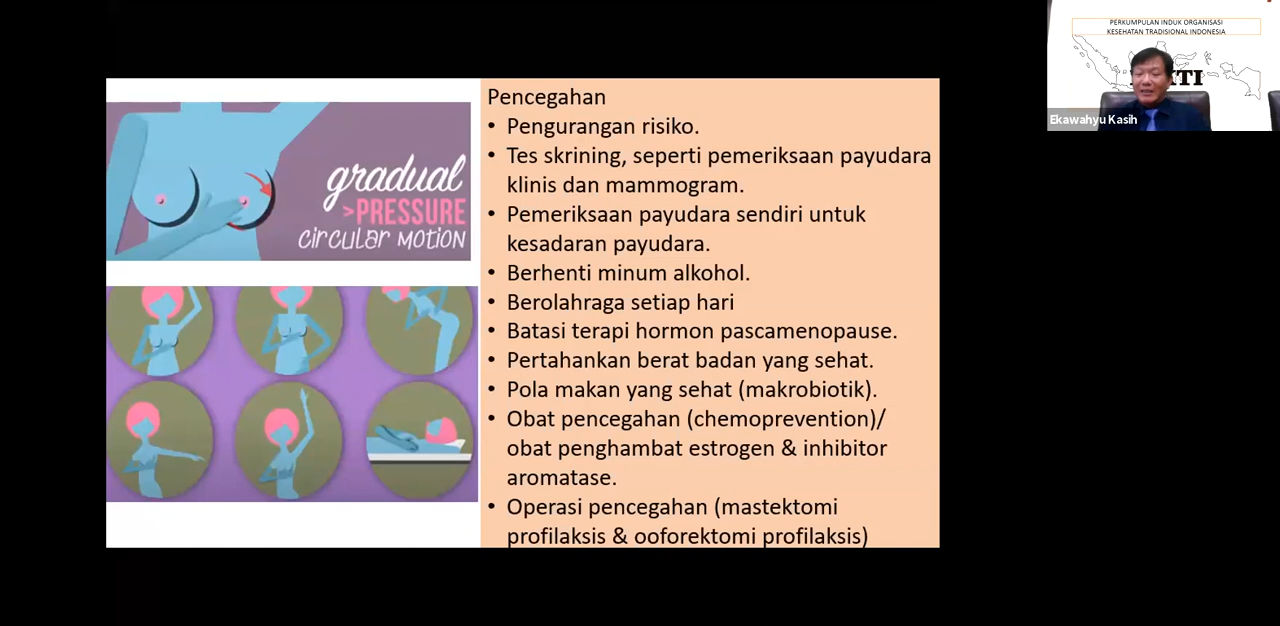 PERKUMPULAN INDUK ORGANISASI
KESEHATAN TRADISIONAL INDONESIA
Ekawahyu Kasih
gradual
>PRESSURE
circular MOTION
Pencegahan
• Pengurangan risiko.
• Tes skrining, seperti pemeriksaan payudara
klinis dan mammogram.
• Pemeriksaan payudara sendiri untuk
kesadaran payudara.
• Berhenti minum alkohol.
• Berolahraga setiap hari
• Batasi terapi hormon pascamenopause.
• Pertahankan berat badan yang sehat.
• Pola makan yang sehat (makrobiotik).
• Obat pencegahan (chemoprevention)/
obat penghambat estrogen & inhibitor
aromatase.
• Operasi pencegahan (mastektomi
profilaksis & ooforektomi profilaksis)